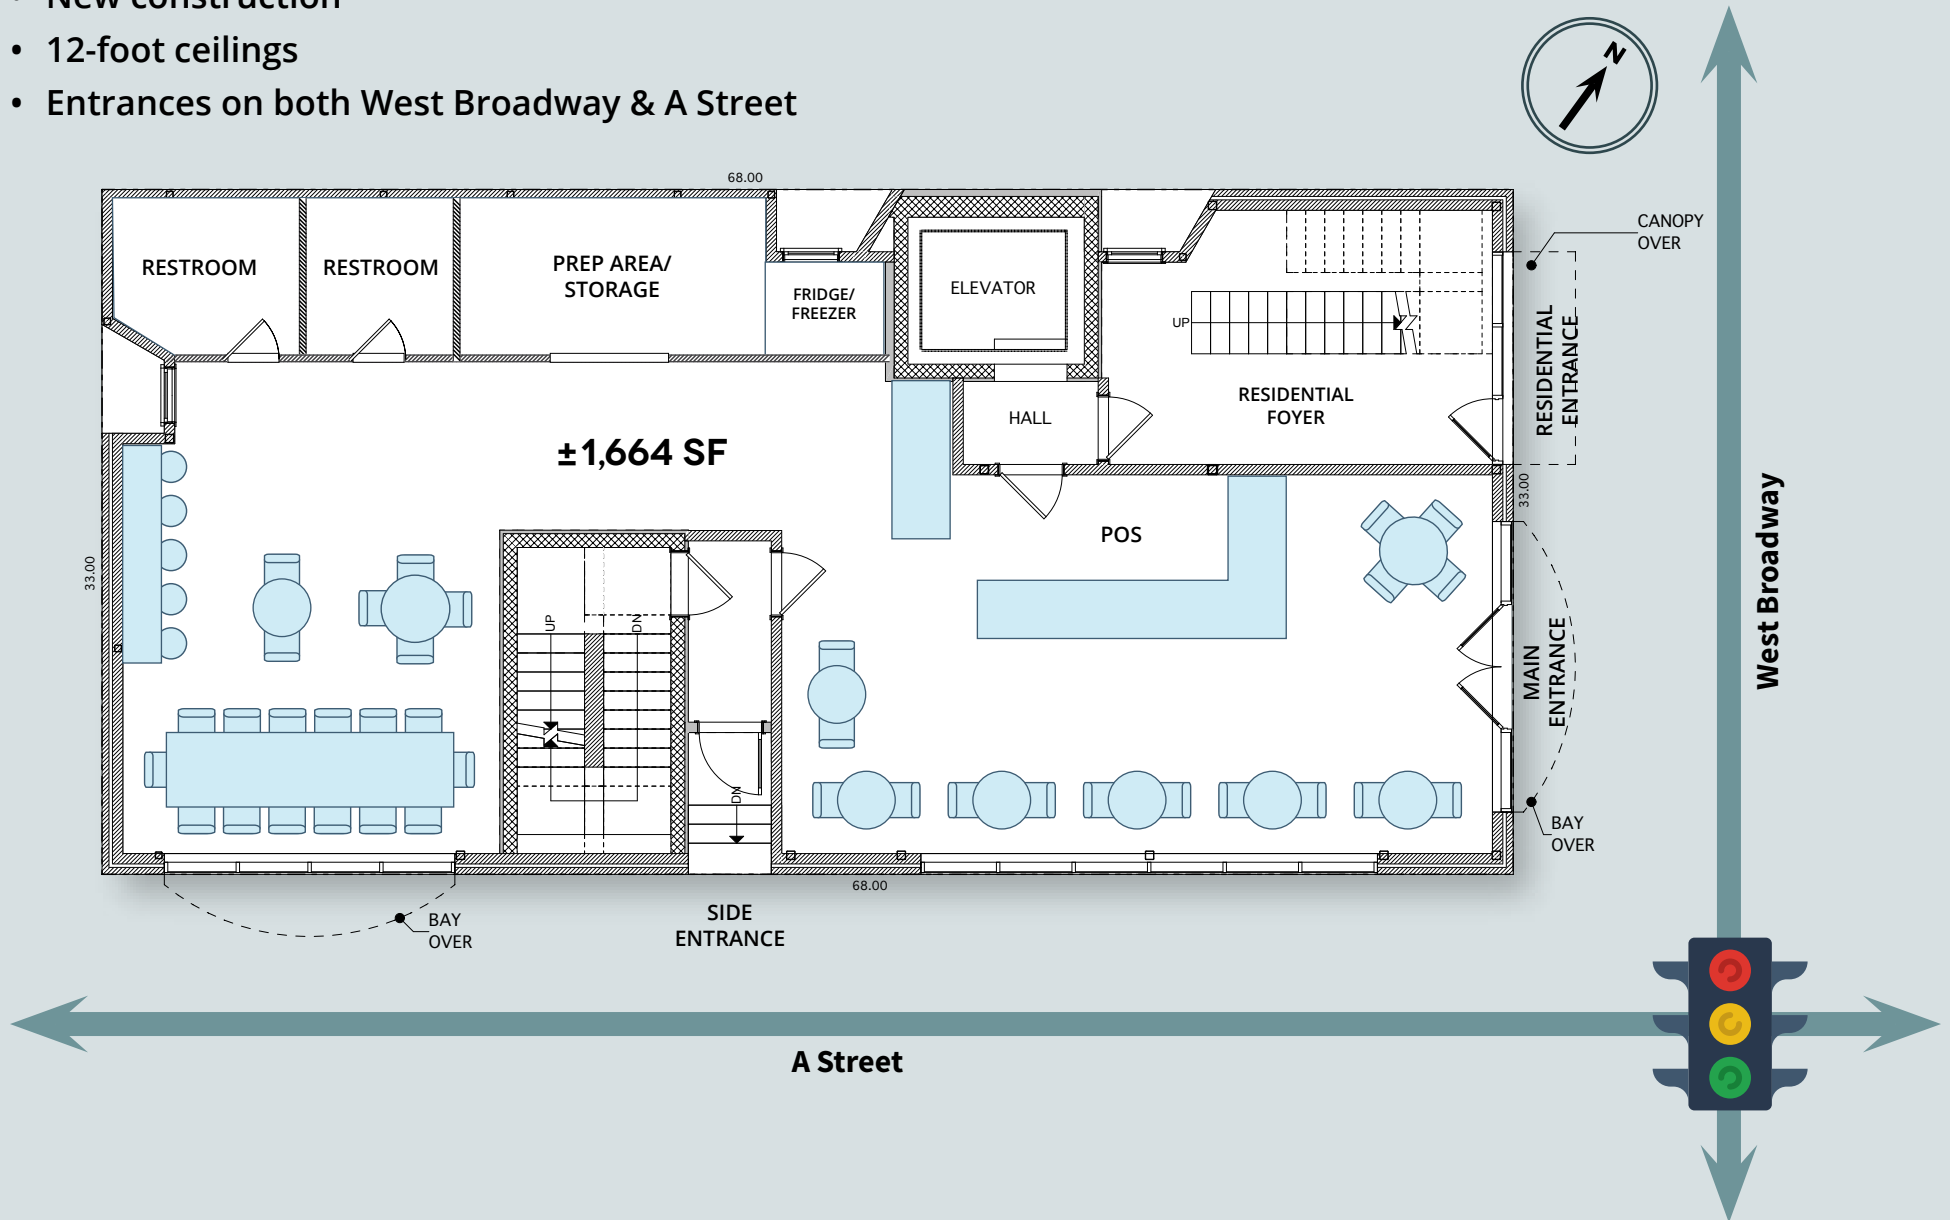 • New construction
• 12-foot ceilings
• Entrances on both West Broadway & A Street
N
68.00
CANOPY
OVER
RESTROOM
RESTROOM
PREP AREA/
STORAGE
FRIDGE/
FREEZER
ELEVATOR
UP
RESIDENTIAL
ENTRANCE
RESIDENTIAL
FOYER
HALL
±1,664 SF
33.00
33.00
POS
West Broadway
UP
DN
MAIN
ENTRANCE
DN
BAY
OVER
68.00
BAY
OVER
SIDE
ENTRANCE
A Street